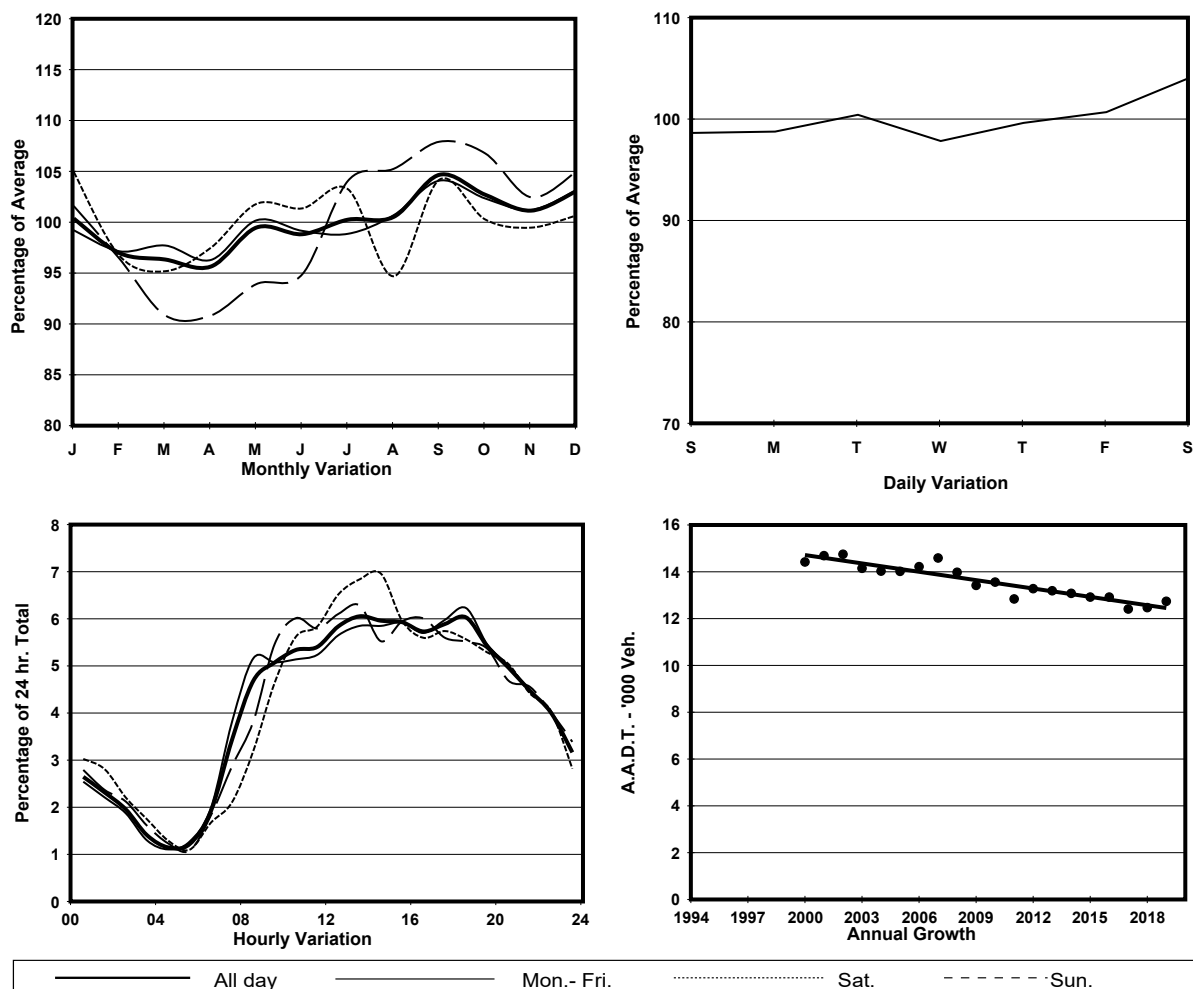 120
115
110
105
100
95
90
85
80
Percentage of Average
J F M A M J J A S O N D
Monthly Variation
110
100
90
80
70
Percentage of Average
S M T W T F S
Daily Variation
8
7
6
5
4
3
2
1
0
Percentage of 24 hr. Total
00 04 08 12 16 20 24
Hourly Variation
16
14
12
10
8
6
4
2
0
A.A.D.T. - '000 Veh.
1994 1997 2000 2003 2006 2009 2012 2015 2018
Annual Growth
All day Mon.- Fri. Sat. Sun.